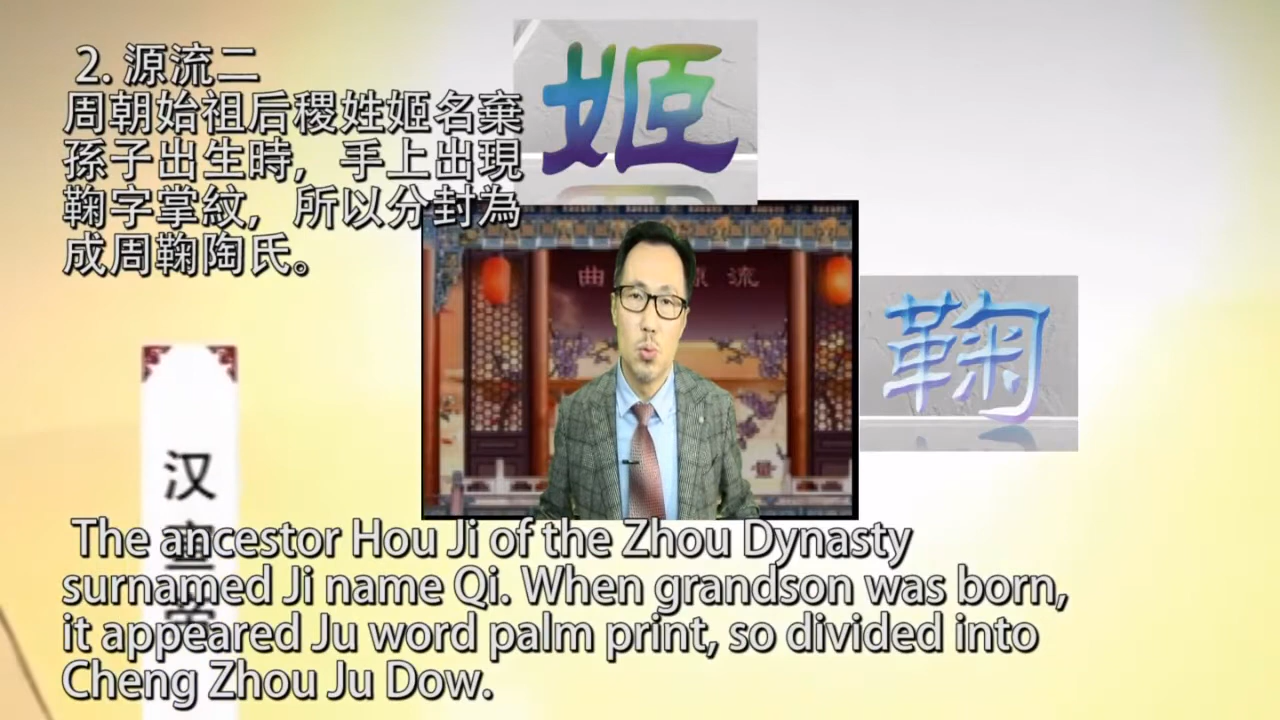 2. 源流二
周朝始祖后稷姓姬名棄
孫子出生時，手上出現
鞠字掌紋，所以分封為
成周鞠陶氏。
姬
鞠
曲 流
汉
The ancestor Hou Ji of the Zhou Dynasty
surnamed Ji name Qi. When grandson was born,
it appeared Ju word palm print, so divided into
Cheng Zhou Ju Dow.